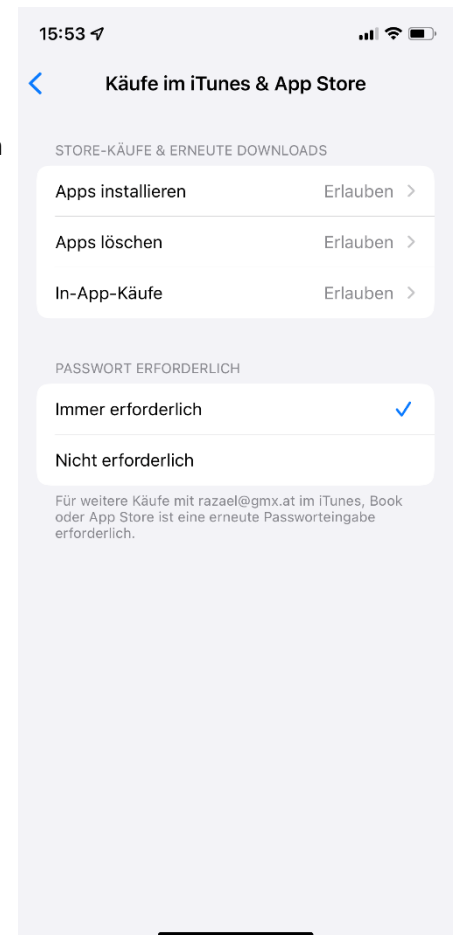 15:53
Käufe im iTunes & App Store
n
STORE-KÄUFE & ERNEUTE DOWNLOADS
Apps installieren Erlauben
Apps löschen Erlauben
In-App-Käufe Erlauben
PASSWORT ERFORDERLICH
Immer erforderlich
Nicht erforderlich
Für weitere Käufe mit razael@gmx.at im iTunes, Book
oder App Store ist eine erneute Passworteingabe
erforderlich.